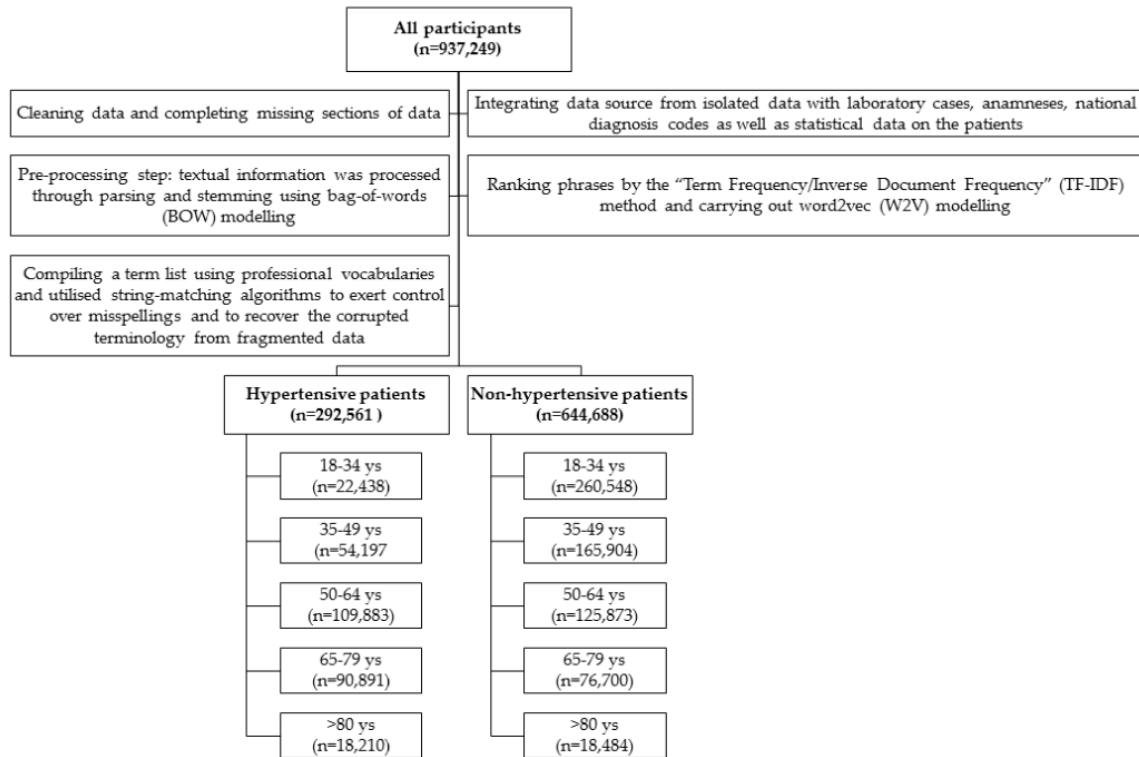 All participants
(n=937,249)
Cleaning data and completing missing sections of data
Integrating data source from isolated data with laboratory cases, anamneses, national
diagnosis codes as well as statistical data on the patients
Pre-processing step: textual information was processed
through parsing and stemming using bag-of-words
(BOW) modelling
Ranking phrases by the “Term Frequency/Inverse Document Frequency” (TF-IDF)
method and carrying out word2vec (W2V) modelling
Compiling a term list using professional vocabularies
and utilised string-matching algorithms to exert control
over misspellings and to recover the corrupted
terminology from fragmented data
Hypertensive patients
(n=292,561 )
Non-hypertensive patients
(n=644,688)
18-34 ys
(n=22,438)
18-34 ys
(n=260,548)
35-49 ys
(n=54,197
35-49 ys
(n=165,904)
50-64 ys
(n=109,883)
50-64 ys
(n=125,873)
65-79 ys
(n=90,891)
65-79 ys
(n=76,700)
>80 ys
(n=18,210)
>80 ys
(n=18,484)